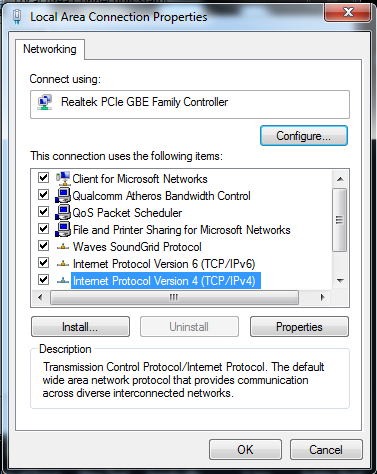 Local Area Connection Properties
Networking
Connect using:
Realtek PCIe GBE Family Controller
Configure...
This connection uses the following items:
Client for Microsoft Networks
Qualcomm Atheros Bandwidth Control
QoS Packet Scheduler
File and Printer Sharing for Microsoft Networks
Waves SoundGrid Protocol
Internet Protocol Version 6 (TCP/IPv6)
Internet Protocol Version 4 (TCP/IPv4)
Install...
Uninstall
Properties
Description
Transmission Control Protocol/Internet Protocol. The default
wide area network protocol that provides communication
across diverse interconnected networks.
OK
Cancel